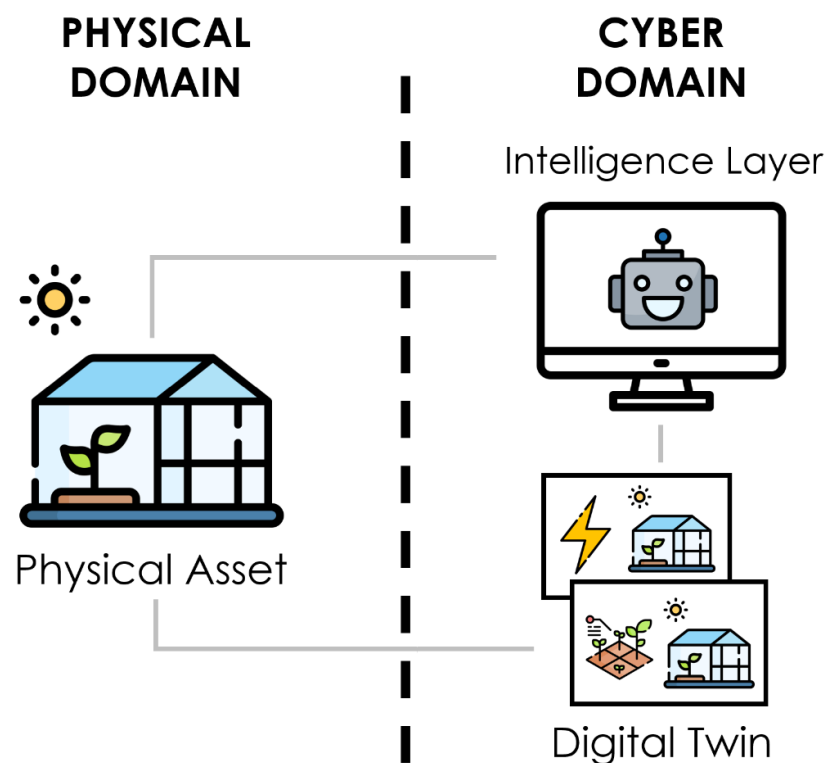 PHYSICAL
DOMAIN
CYBER
DOMAIN
Intelligence Layer
Physical Asset
Digital Twin